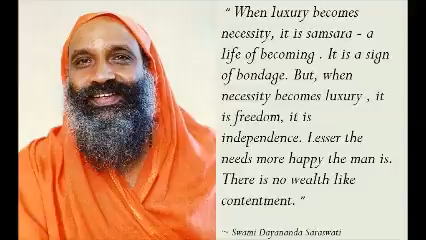 " When luxury becomes
necessity, it is samsara - a
life of becoming . It is a sign
of bondage. But, when
necessity becomes luxury , it
is freedom, it is
independence. Lesser the
needs more happy the man is.
There is no wealth like
contentment. "
~ Swami Dayananda Saraswati